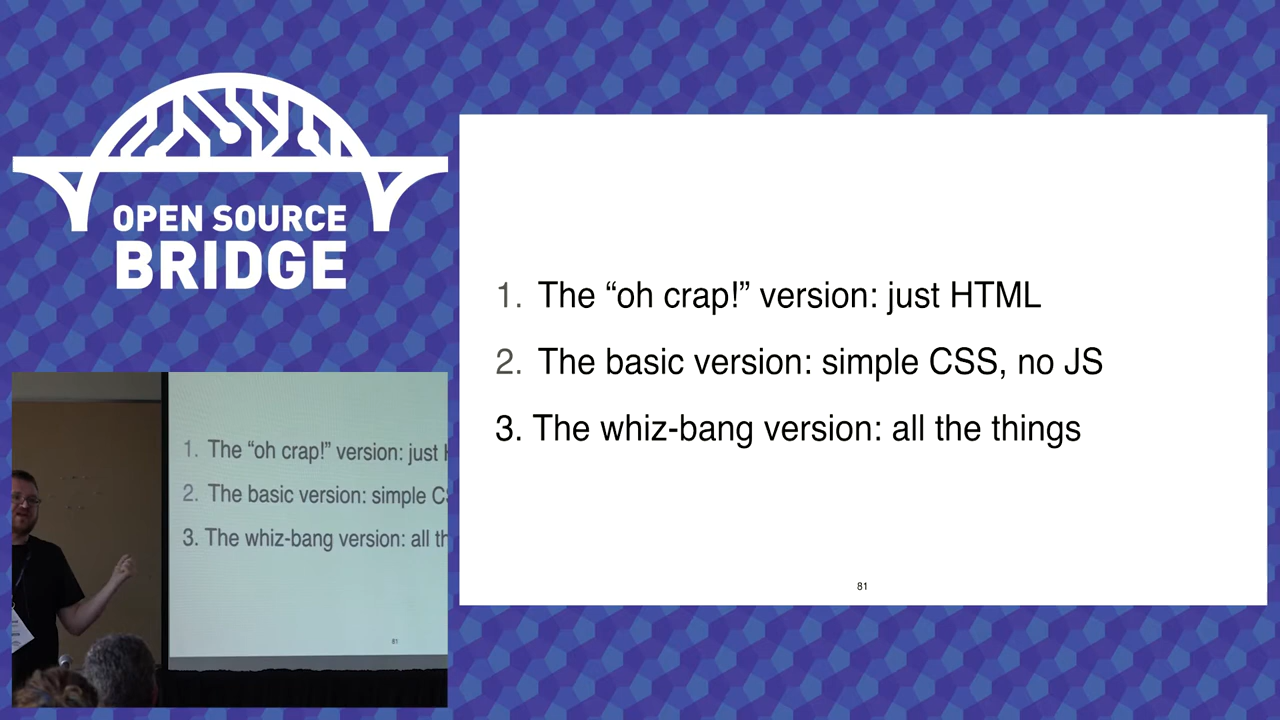 OPEN SOURCE
BRIDGE
1. The “oh crap!” version: just HTML
2. The basic version: simple CSS, no JS
3. The whiz-bang version: all the things
81
1. The “oh crap!” version: just H
2. The basic version: simple CS
3. The whiz-bang version: all th
81